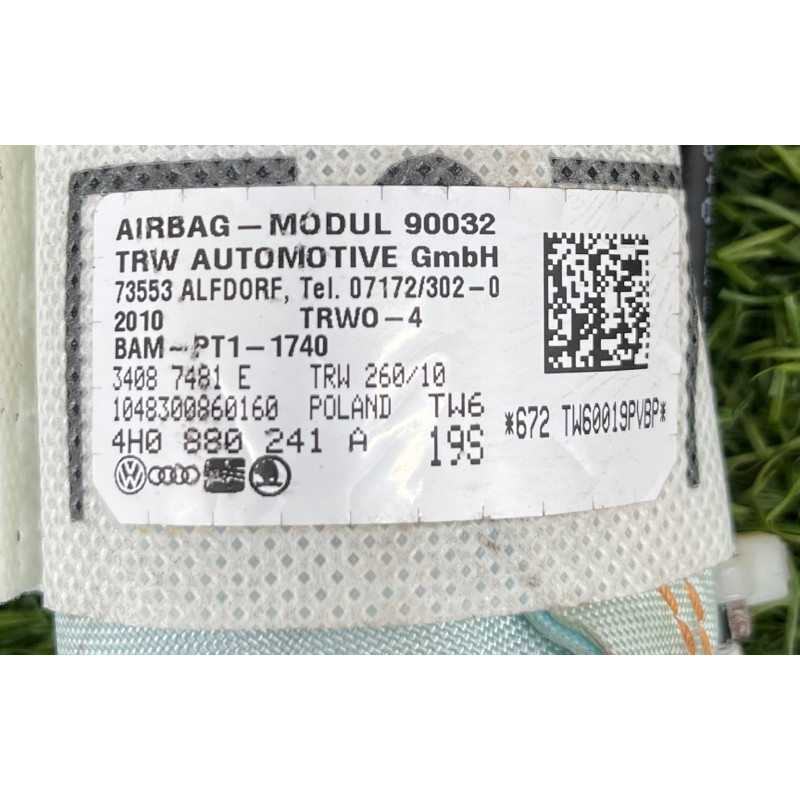 AIRBAG – MODUL 90032
TRW AUTOMOTIVE GmbH
73553 ALFDORF, Tel. 07172/302-0
2010 TRWO-4
BAM-PT1-1740
3408 7481 E TRW 260/10
1048300860160 POLAND TW6
4H0 880 241 A 19S
*672 TW60019PVBP*